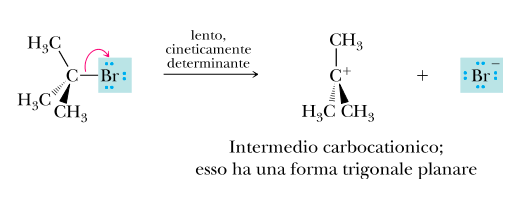 lento,
cineticamente
determinante
H₃C
C
Br
H₃C
CH₃
CH₃
C⁺
H₃C CH₃
+
Br⁻
Intermedio carbocationico;
esso ha una forma trigonale planare